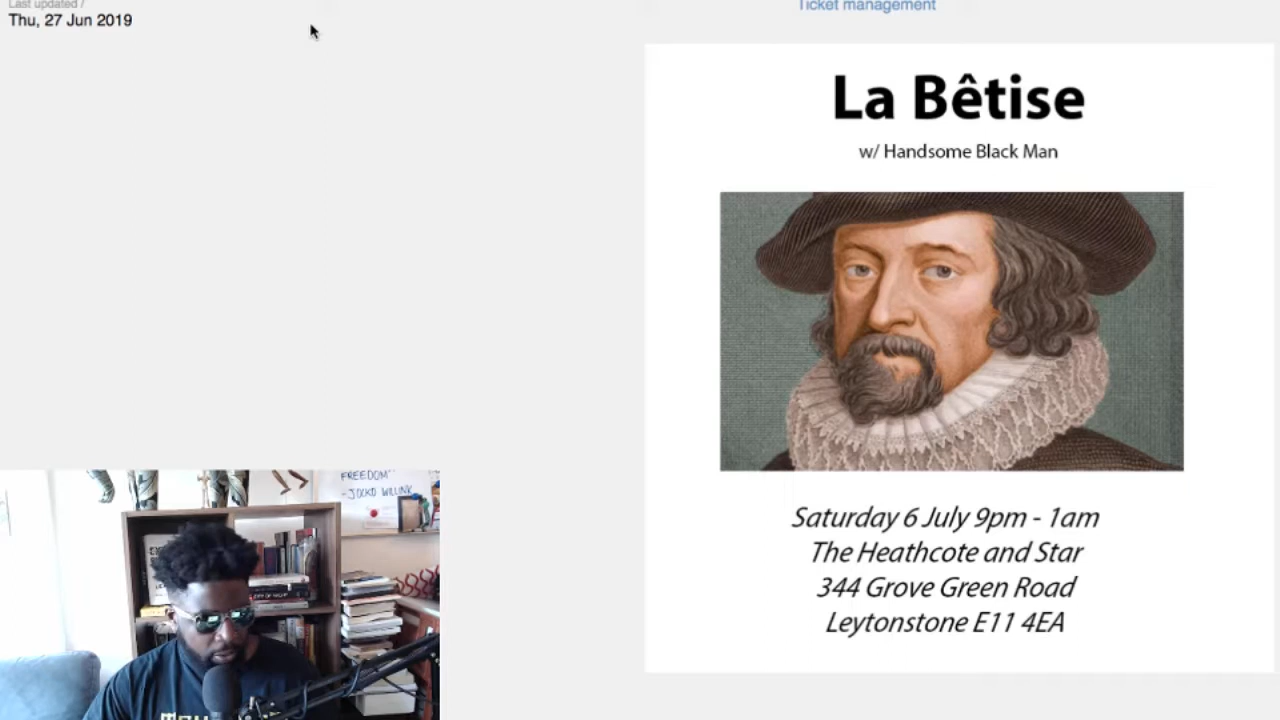 Last updated /
Thu, 27 Jun 2019
Ticket management
La Bêtise
w/ Handsome Black Man
Saturday 6 July 9pm - 1am
The Heathcote and Star
344 Grove Green Road
Leytonstone E11 4EA
FREEDOM"
-JOCKO WILLINK